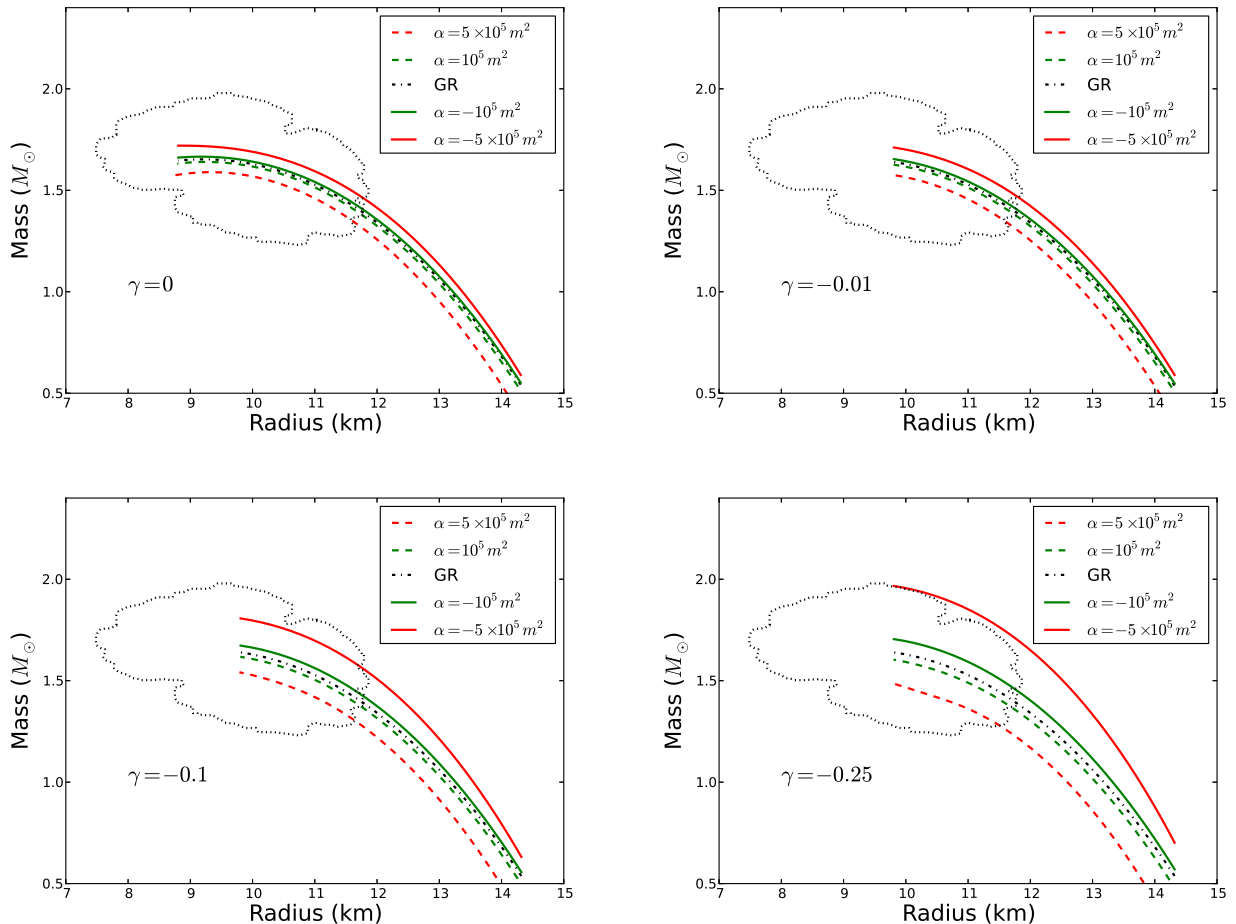 α=5×10⁵ m²
α=10⁵ m²
GR
α=−10⁵ m²
α=−5×10⁵ m²
2.0
1.5
1.0
0.5
Mass (M⊙)
γ=0
7 8 9 10 11 12 13 14 15
Radius (km)
α=5×10⁵ m²
α=10⁵ m²
GR
α=−10⁵ m²
α=−5×10⁵ m²
2.0
1.5
1.0
0.5
Mass (M⊙)
γ=−0.01
7 8 9 10 11 12 13 14 15
Radius (km)
α=5×10⁵ m²
α=10⁵ m²
GR
α=−10⁵ m²
α=−5×10⁵ m²
2.0
1.5
1.0
0.5
Mass (M⊙)
γ=−0.1
7 8 9 10 11 12 13 14 15
Radius (km)
α=5×10⁵ m²
α=10⁵ m²
GR
α=−10⁵ m²
α=−5×10⁵ m²
2.0
1.5
1.0
0.5
Mass (M⊙)
γ=−0.25
7 8 9 10 11 12 13 14 15
Radius (km)